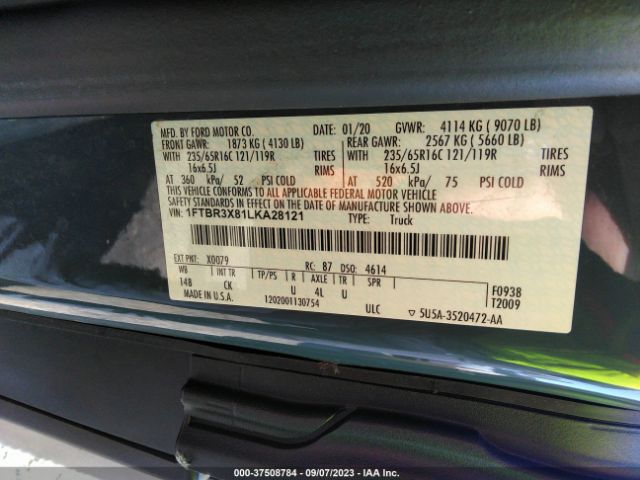 MFD. BY FORD MOTOR CO. DATE: 01/20 GVWR: 4114 KG ( 9070 LB)
FRONT GAWR: 1873 KG ( 4130 LB) REAR GAWR: 2567 KG ( 5660 LB)
WITH 235/65R16C 121/119R TIRES WITH 235/65R16C 121/119R TIRES
16x6.5J RIMS 16x6.5J RIMS
AT 360 kPa/ 52 PSI COLD AT 520 kPa/ 75 PSI COLD
THIS VEHICLE CONFORMS TO ALL APPLICABLE FEDERAL MOTOR VEHICLE
SAFETY STANDARDS IN EFFECT ON THE DATE OF MANUFACTURE SHOWN ABOVE.
VIN: 1FTBR3X81LKA28121 TYPE: Truck
EXT PNT: X0079 RC: 87 DSO: 4614
WB INT TR TP/PS R AXLE TR SPR F0938
148 CK U 4L U T2009
MADE IN U.S.A. 1202001130754 ULC ▽ 5U5A-3520472-AA
000-37508784 - 09/07/2023 - IAA Inc.